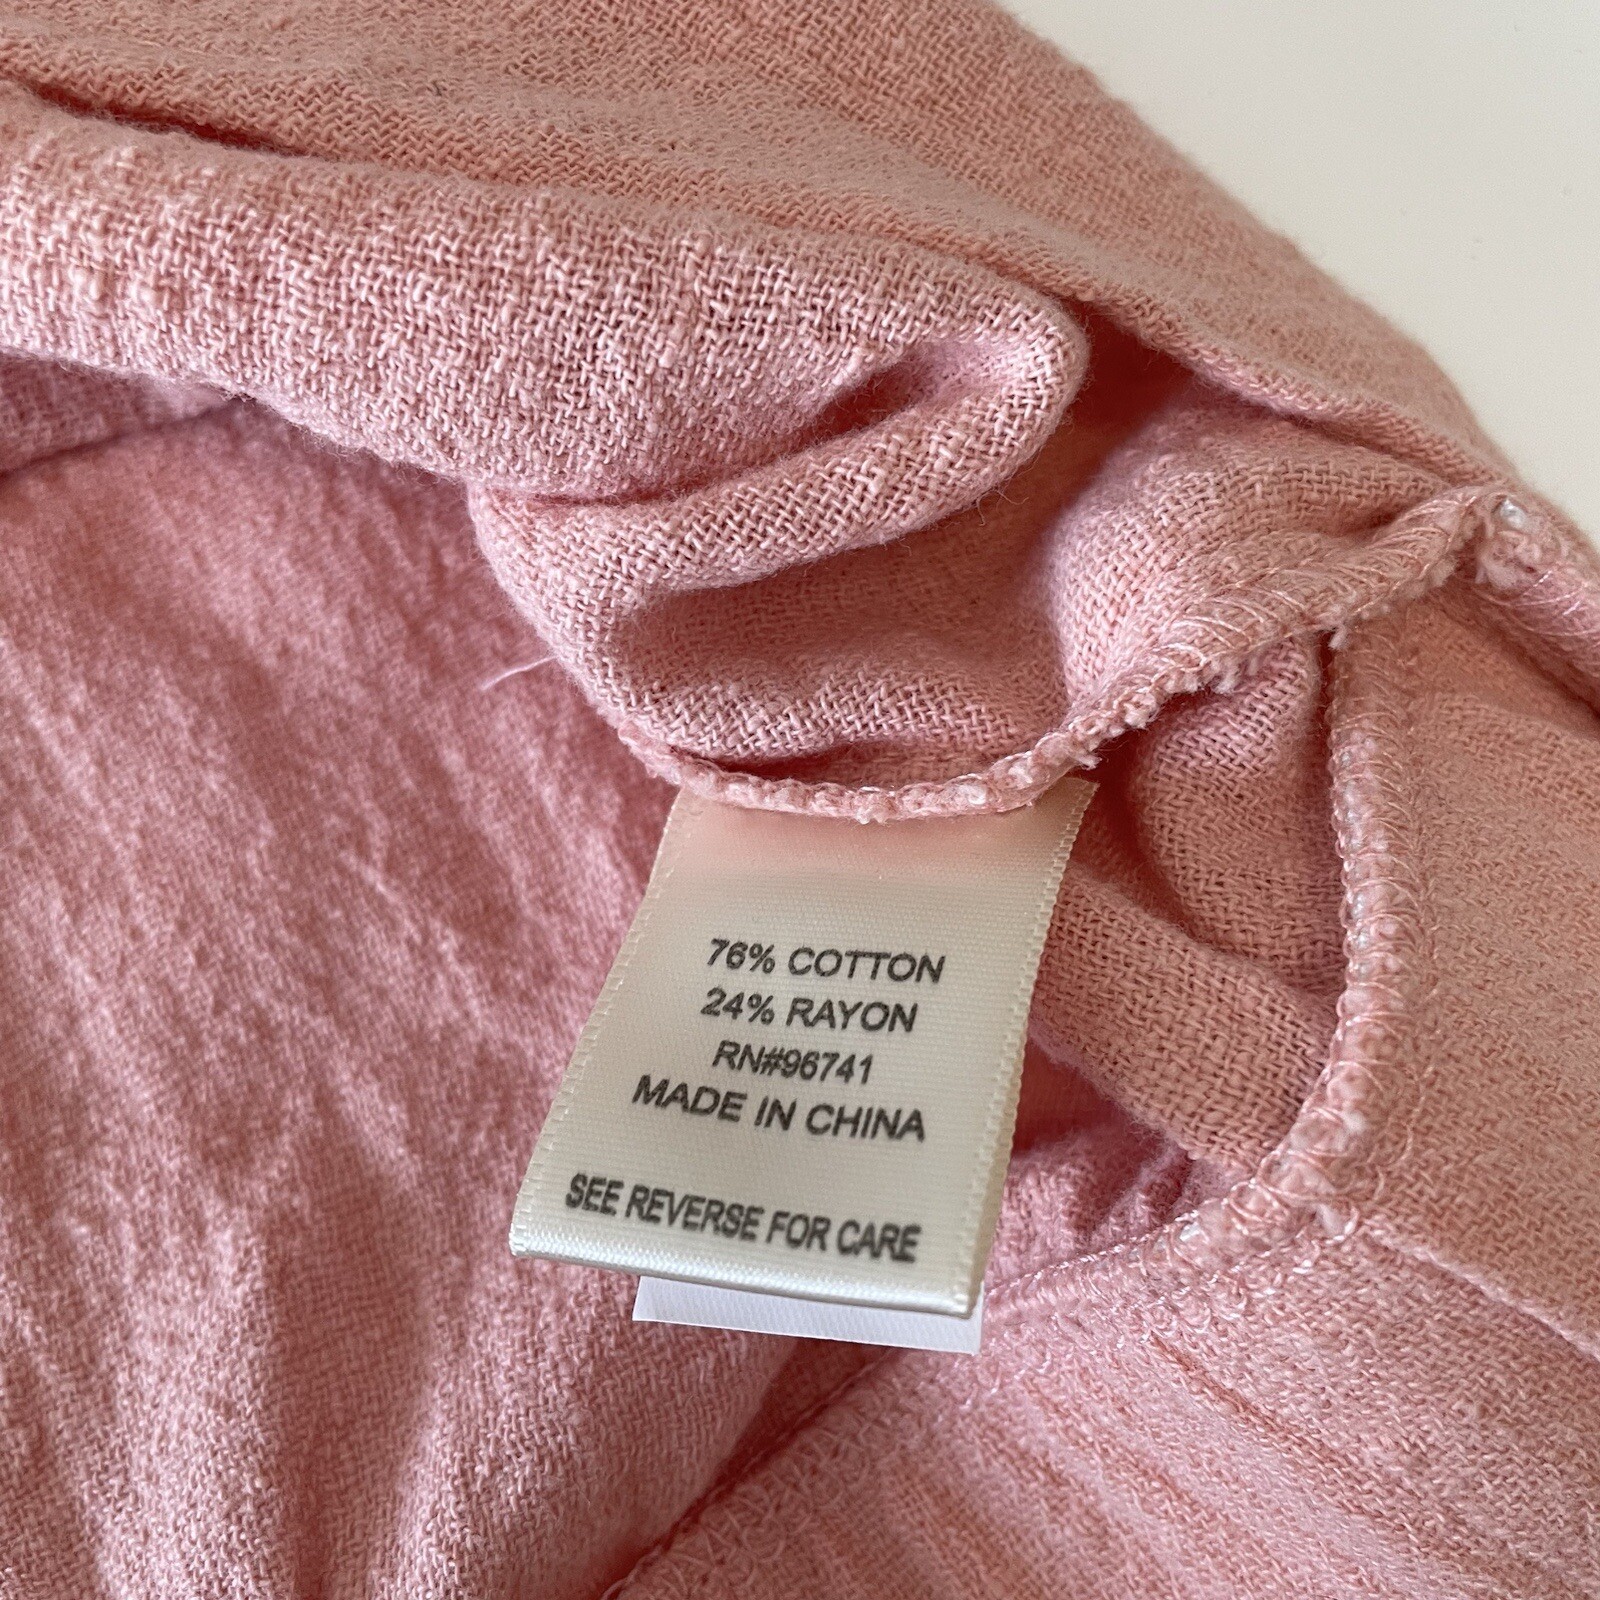 76% COTTON
24% RAYON
RN#96741
MADE IN CHINA
SEE REVERSE FOR CARE